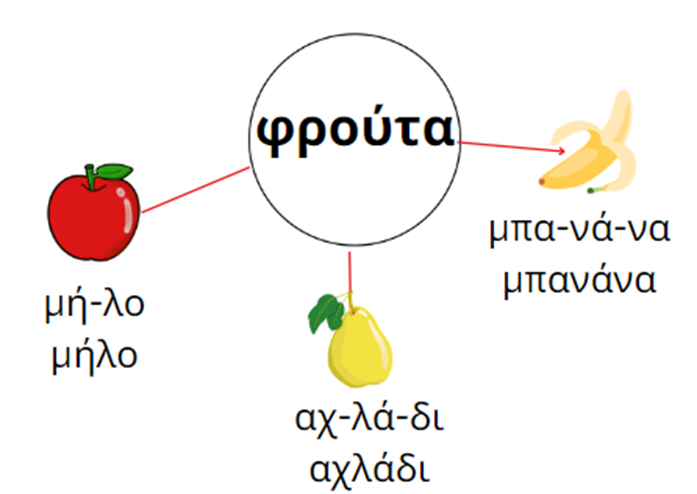 φρούτα
μπα-νά-να
μπανάνα
μή-λο
μήλο
αχ-λά-δι
αχλάδι